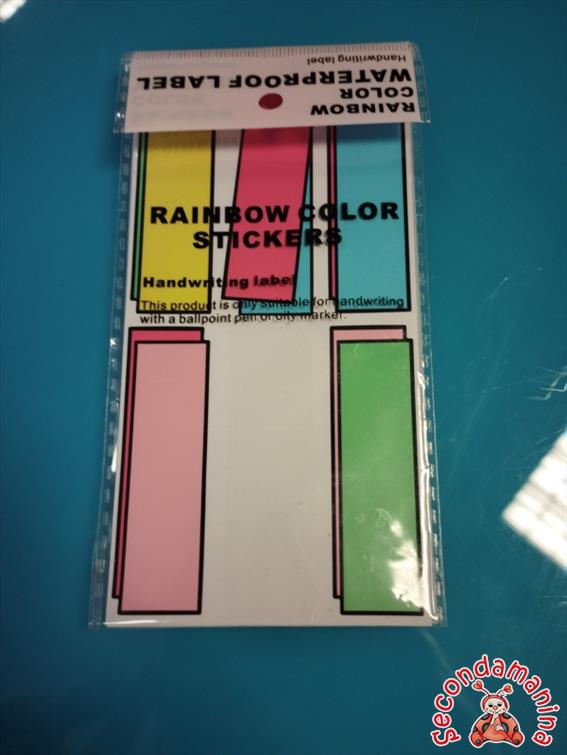 RAINBOW
COLOR
WATERPROOF LABEL
Handwriting label
RAINBOW COLOR
STICKERS
Handwriting label
This product is only suitable for handwriting
with a ballpoint pen or oily marker.
Secondamanina